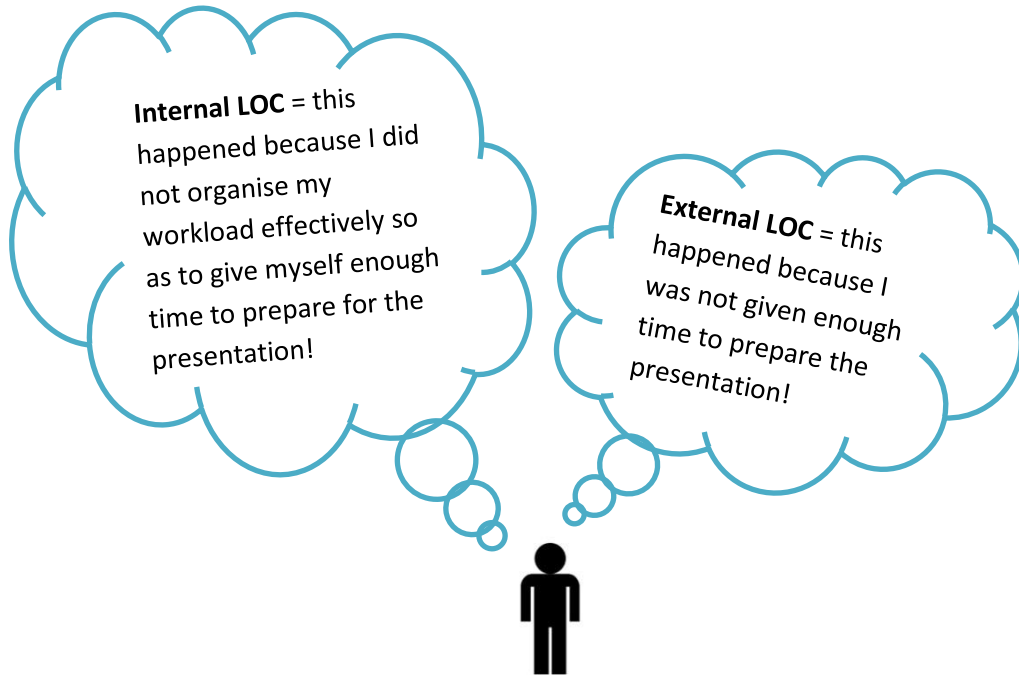 Internal LOC = this
happened because I did
not organise my
workload effectively so
as to give myself enough
time to prepare for the
presentation!
External LOC = this
happened because I
was not given enough
time to prepare the
presentation!